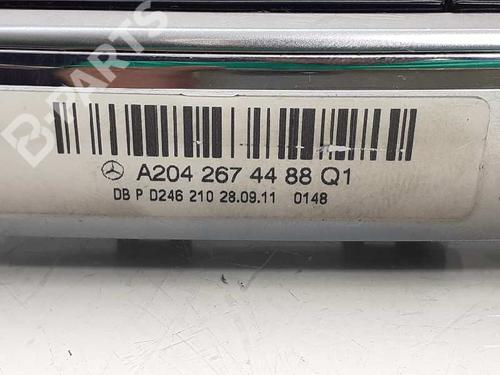 B-PARTS
A204 267 44 88 Q1
DB P D246 210 28.09.11 0148